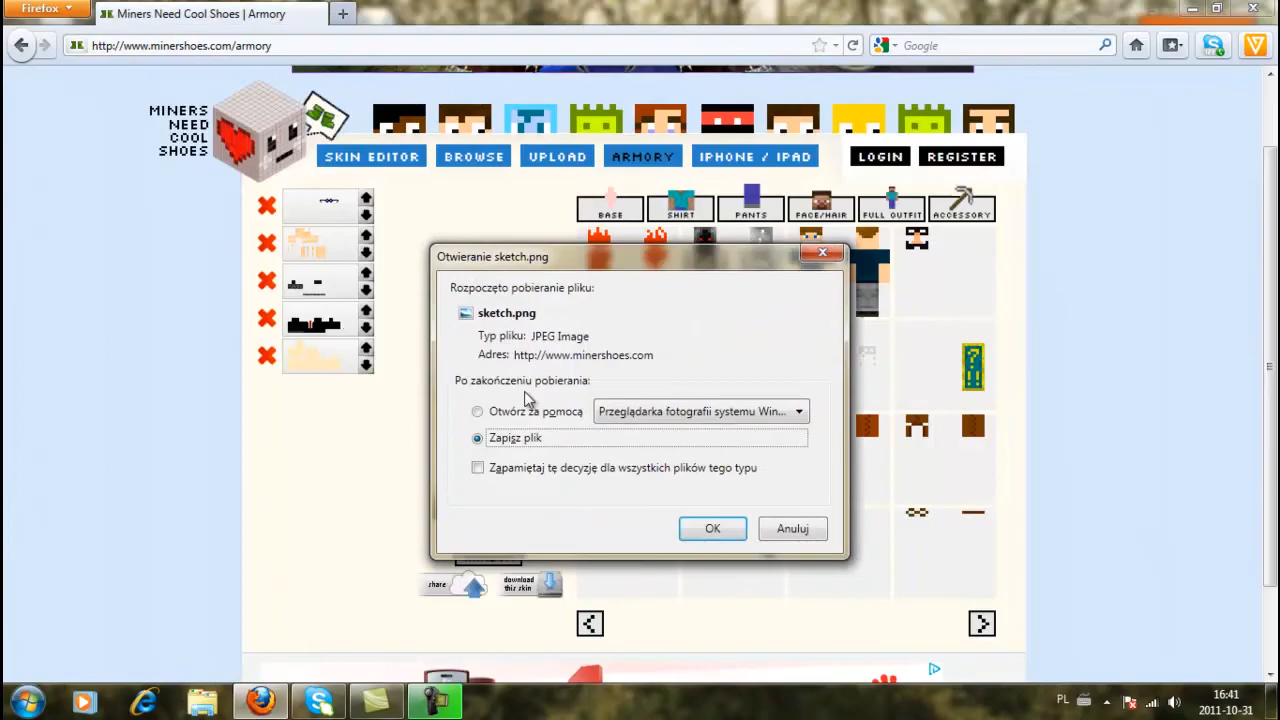 Firefox
Miners Need Cool Shoes | Armory
http://www.minershoes.com/armory
Google
MINERS
NEED
COOL
SHOES
SKIN EDITOR
BROWSE
UPLOAD
ARMORY
IPHONE / IPAD
LOGIN
REGISTER
BASE
SHIRT
PANTS
FACE/HAIR
FULL OUTFIT
ACCESSORY
Otwieranie sketch.png
Rozpoczęto pobieranie pliku:
sketch.png
Typ pliku: JPEG Image
Adres: http://www.minershoes.com
Po zakończeniu pobierania:
Otwórz za pomocą
Przeglądarka fotografii systemu Win...
Zapisz plik
Zapamiętaj tę decyzję dla wszystkich plików tego typu
OK
Anuluj
share
download
this skin
PL
16:41
2011-10-31